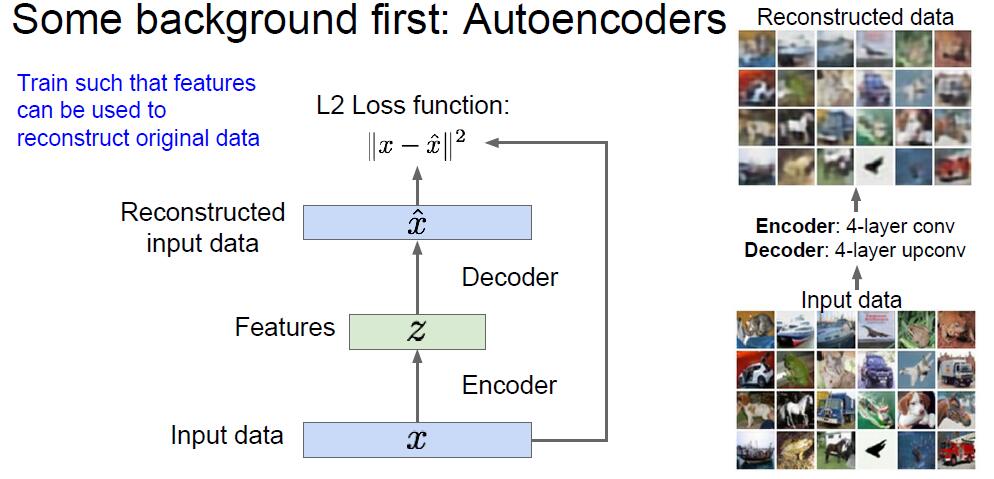 Some background first: Autoencoders
Train such that features
can be used to
reconstruct original data
L2 Loss function:
‖x − x̂‖²
Reconstructed
input data
x̂
Decoder
Features
z
Encoder
Input data
x
Reconstructed data
Encoder: 4-layer conv
Decoder: 4-layer upconv
Input data